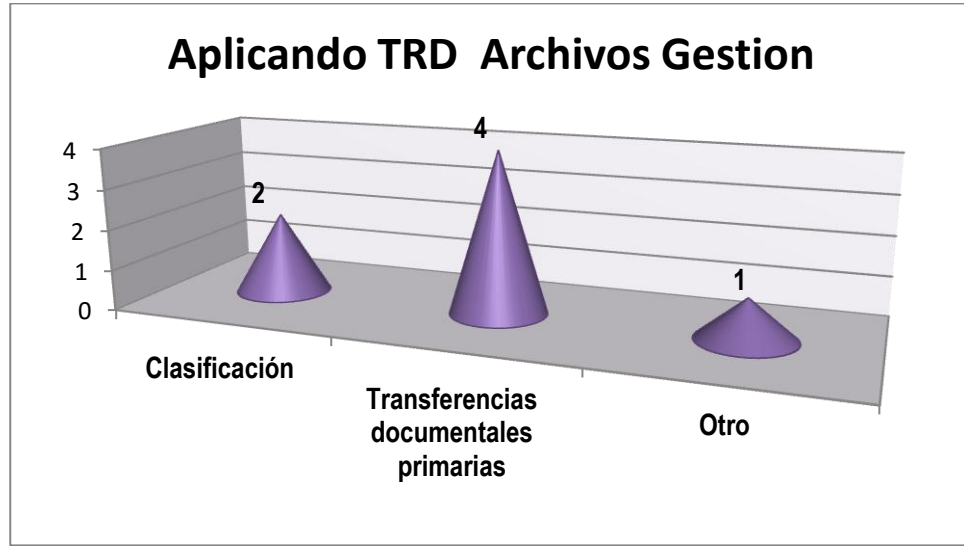 Aplicando TRD Archivos Gestion
4
4
3
2
2
1
1
0
Clasificación
Transferencias
documentales
primarias
Otro